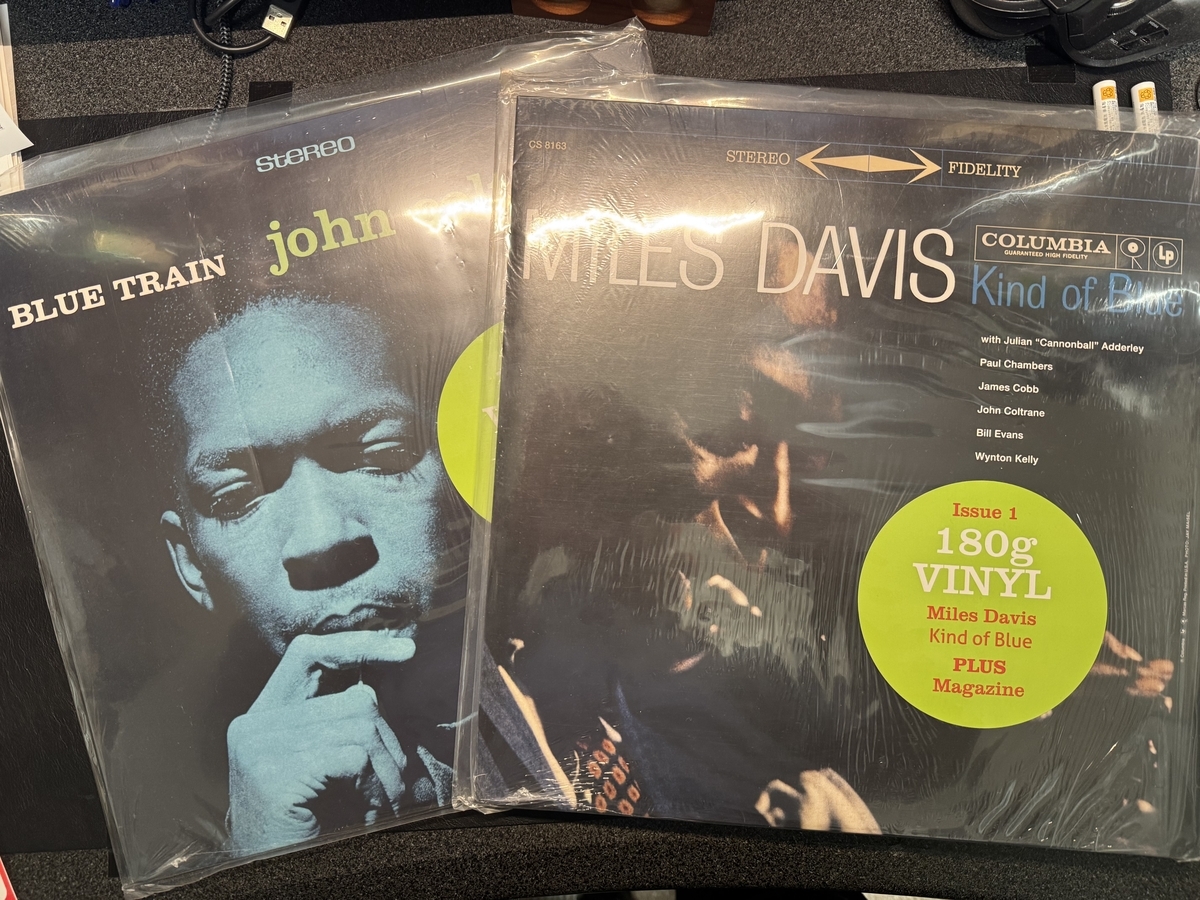 stereo
john
BLUE TRAIN
CS 8163
STEREO
FIDELITY
MILES DAVIS
COLUMBIA
GUARANTEED HIGH FIDELITY
Lp
Kind of Blue
with Julian "Cannonball" Adderley
Paul Chambers
James Cobb
John Coltrane
Bill Evans
Wynton Kelly
Issue 1
180g
VINYL
Miles Davis
Kind of Blue
PLUS
Magazine